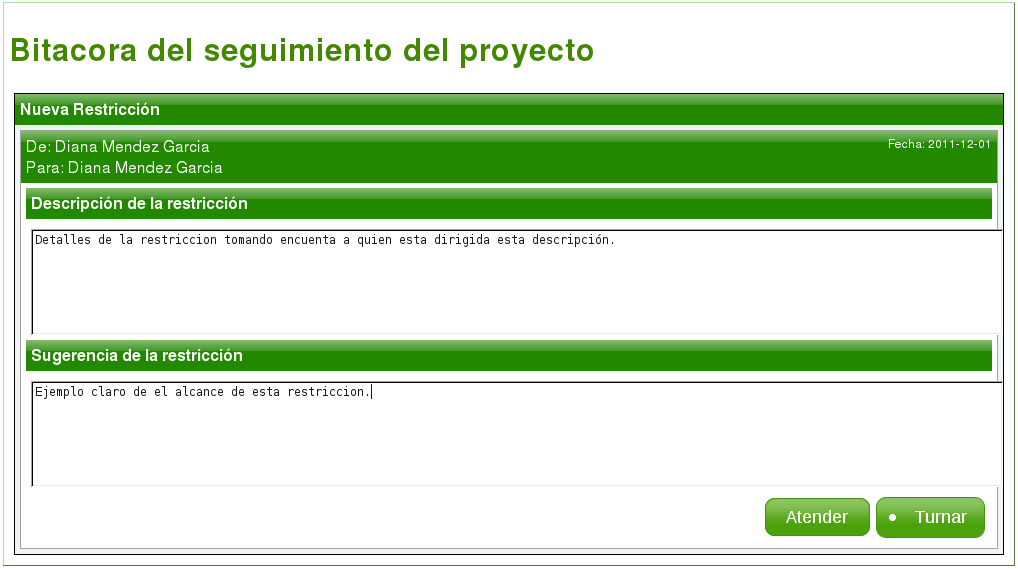 Bitacora del seguimiento del proyecto
Nueva Restricción
De: Diana Mendez Garcia
Fecha: 2011-12-01
Para: Diana Mendez Garcia
Descripción de la restricción
Detalles de la restriccion tomando encuenta a quien esta dirigida esta descripción.
Sugerencia de la restricción
Ejemplo claro de el alcance de esta restriccion.
Atender
Turnar